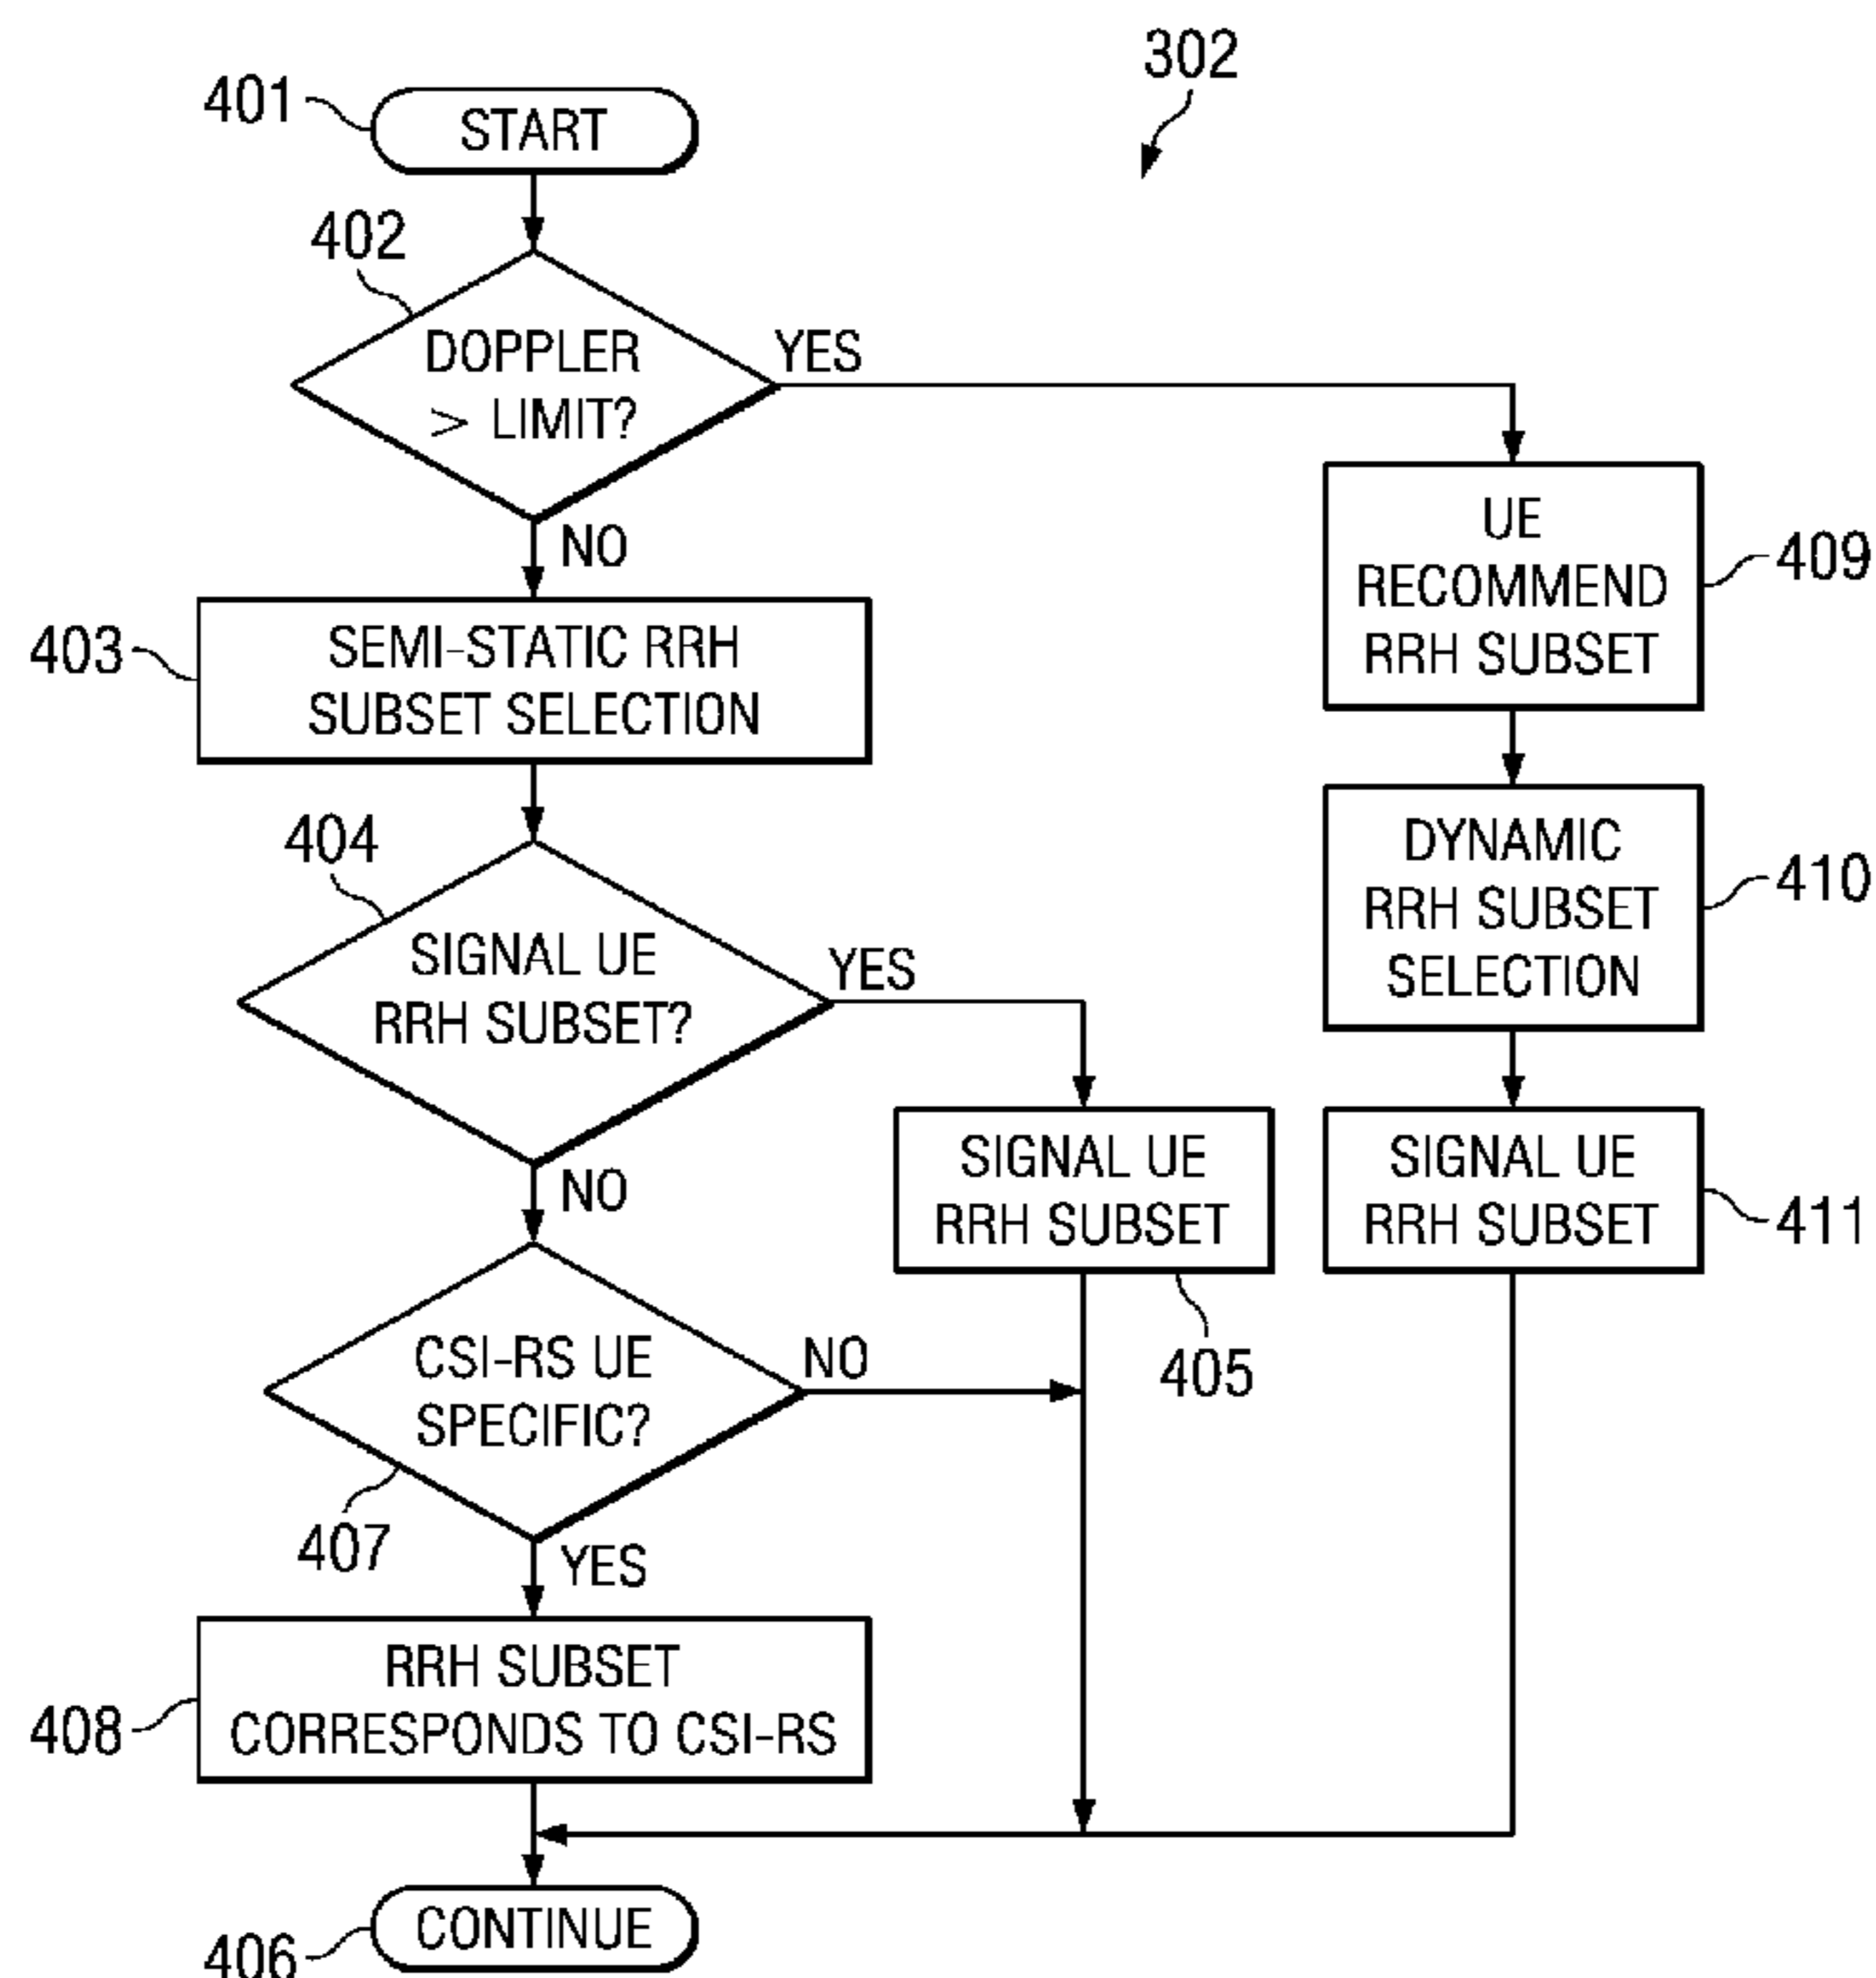 302
401
START
402
DOPPLER
> LIMIT?
YES
NO
UE
RECOMMEND
RRH SUBSET
409
403
SEMI-STATIC RRH
SUBSET SELECTION
404
SIGNAL UE
RRH SUBSET?
YES
NO
DYNAMIC
RRH SUBSET
SELECTION
410
SIGNAL UE
RRH SUBSET
405
SIGNAL UE
RRH SUBSET
411
CSI-RS UE
SPECIFIC?
NO
407
YES
408
RRH SUBSET
CORRESPONDS TO CSI-RS
406
CONTINUE